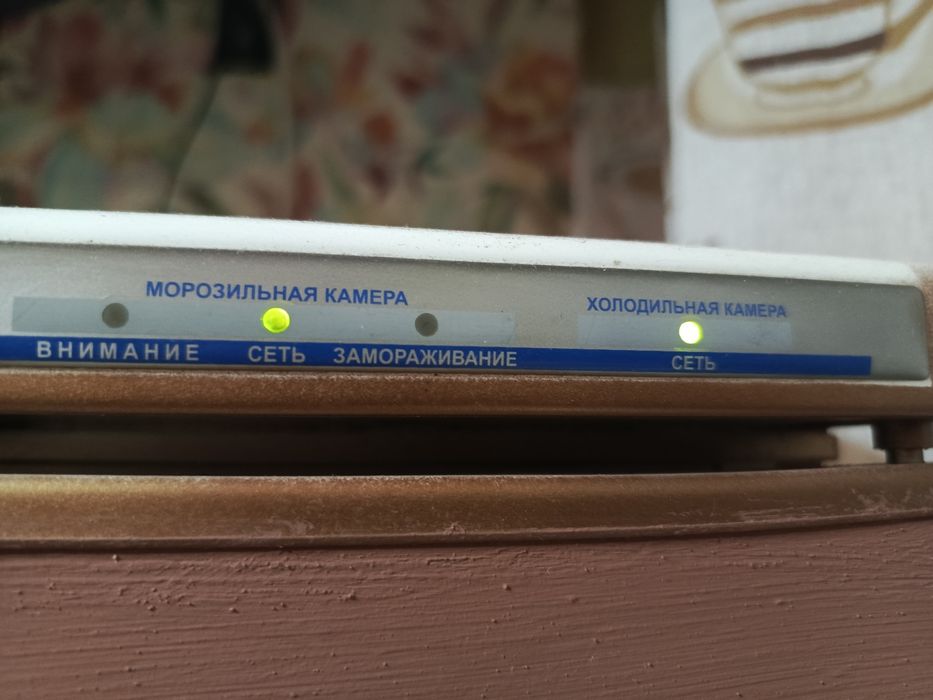 МОРОЗИЛЬНАЯ КАМЕРА
ХОЛОДИЛЬНАЯ КАМЕРА
ВНИМАНИЕ СЕТЬ ЗАМОРАЖИВАНИЕ СЕТЬ